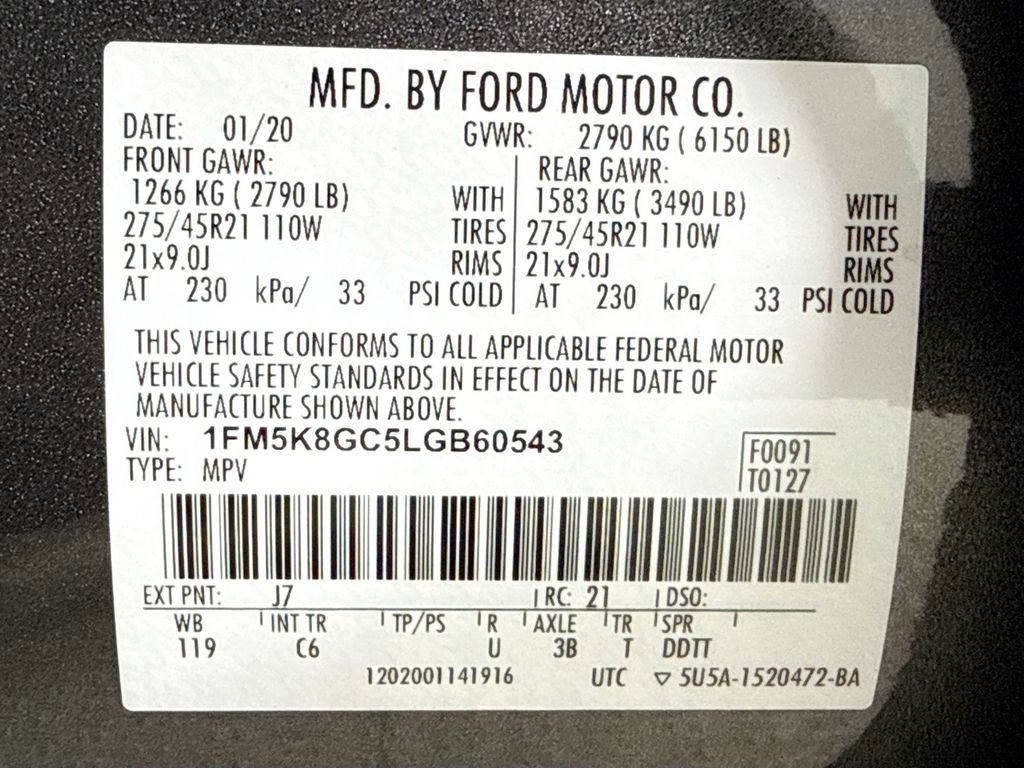 MFD. BY FORD MOTOR CO.
DATE: 01/20 GVWR: 2790 KG ( 6150 LB)
FRONT GAWR: REAR GAWR:
1266 KG ( 2790 LB) WITH 1583 KG ( 3490 LB) WITH
275/45R21 110W TIRES 275/45R21 110W TIRES
21x9.0J RIMS 21x9.0J RIMS
AT 230 kPa/ 33 PSI COLD AT 230 kPa/ 33 PSI COLD
THIS VEHICLE CONFORMS TO ALL APPLICABLE FEDERAL MOTOR
VEHICLE SAFETY STANDARDS IN EFFECT ON THE DATE OF
MANUFACTURE SHOWN ABOVE.
VIN: 1FM5K8GC5LGB60543
F0091
TYPE: MPV
T0127
EXT PNT: J7 RC: 21 DSO:
WB INT TR TP/PS R AXLE TR SPR
119 C6 U 3B T DDTT
1202001141916 UTC ▽ 5U5A-1520472-BA